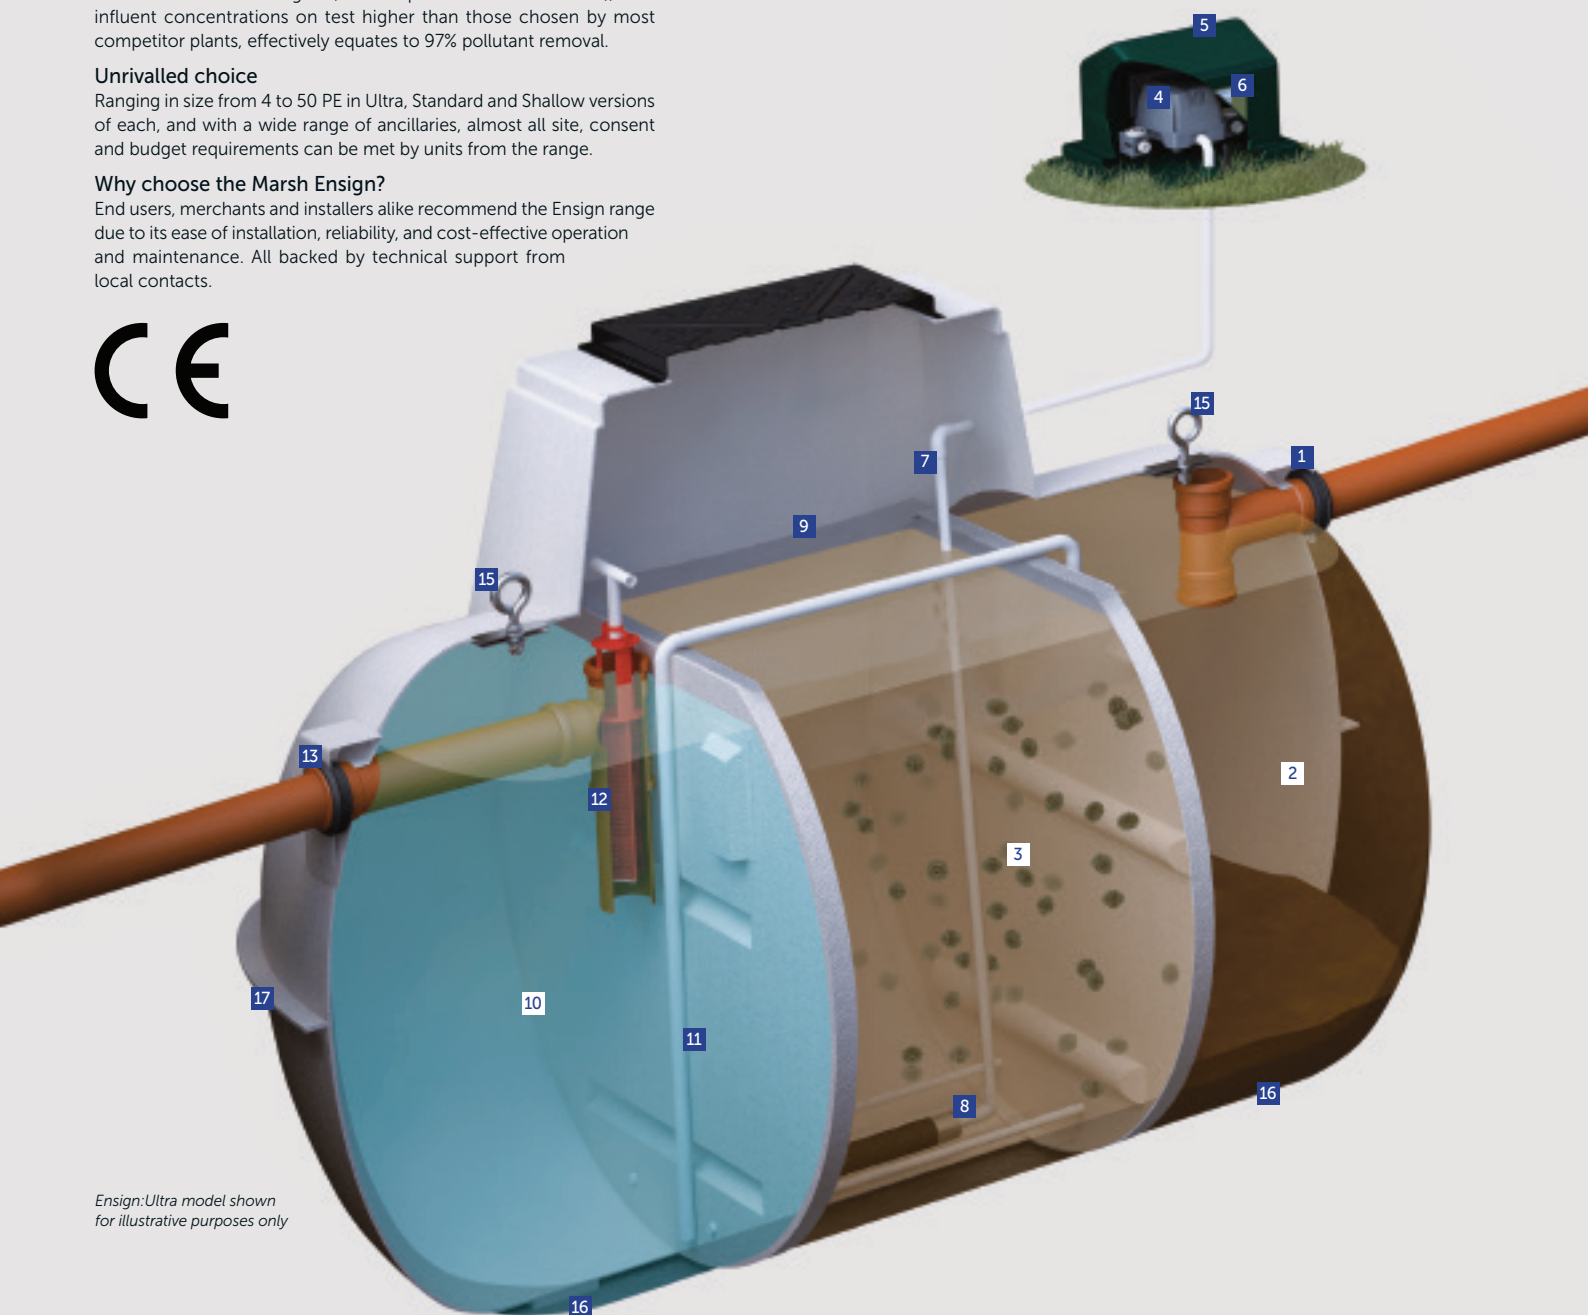 influent concentrations on test higher than those chosen by most
competitor plants, effectively equates to 97% pollutant removal.
Unrivalled choice
Ranging in size from 4 to 50 PE in Ultra, Standard and Shallow versions
of each, and with a wide range of ancillaries, almost all site, consent
and budget requirements can be met by units from the range.
Why choose the Marsh Ensign?
End users, merchants and installers alike recommend the Ensign range
due to its ease of installation, reliability, and cost-effective operation
and maintenance. All backed by technical support from
local contacts.
CE
5
6
4
15
1
7
9
15
13
2
12
3
17
10
11
8
16
Ensign:Ultra model shown
for illustrative purposes only
16